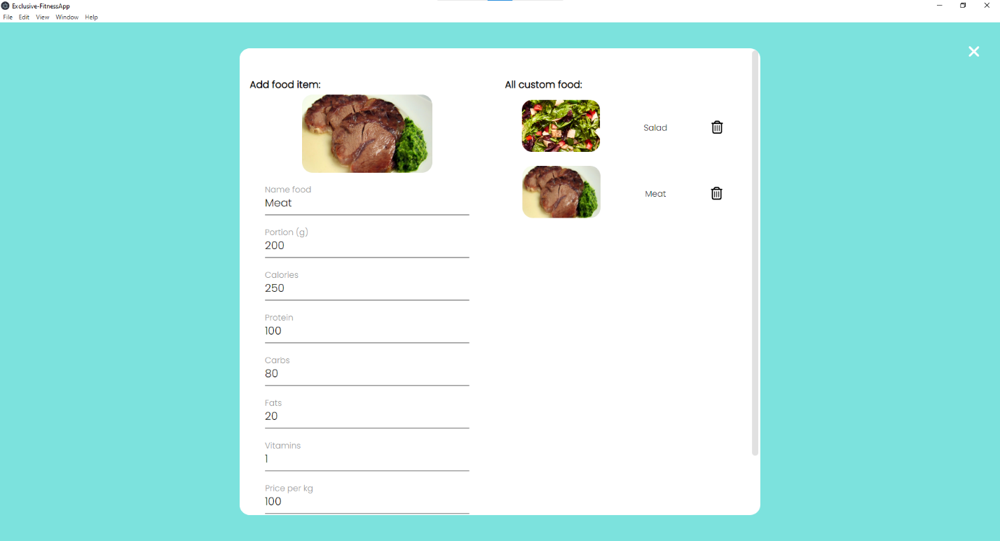 Exclusive-FitnessApp
File Edit View Window Help
Add food item:
Name food
Meat
Portion (g)
200
Calories
250
Protein
100
Carbs
80
Fats
20
Vitamins
1
Price per kg
100
All custom food:
Salad
Meat